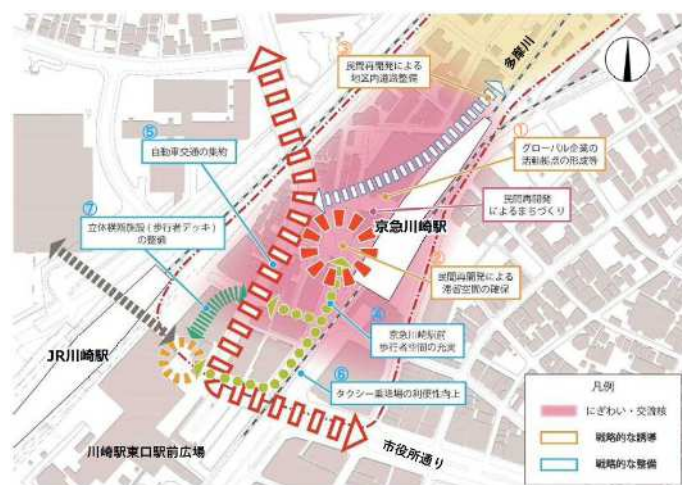 ③
民間再開発による
地区内道路整備
多摩川
⑤
自動車交通の集約
①
グローバル企業の
活動拠点の形成等
民間再開発
によるまちづくり
⑦
立体横断施設(歩行者デッキ)
の整備
京急川崎駅
②
民間再開発による
滞留空間の確保
④
京急川崎駅前
歩行者空間の充実
JR川崎駅
⑥
タクシー乗降場の利便性向上
川崎駅東口駅前広場
市役所通り
凡例
にぎわい・交流核
戦略的な誘導
戦略的な整備